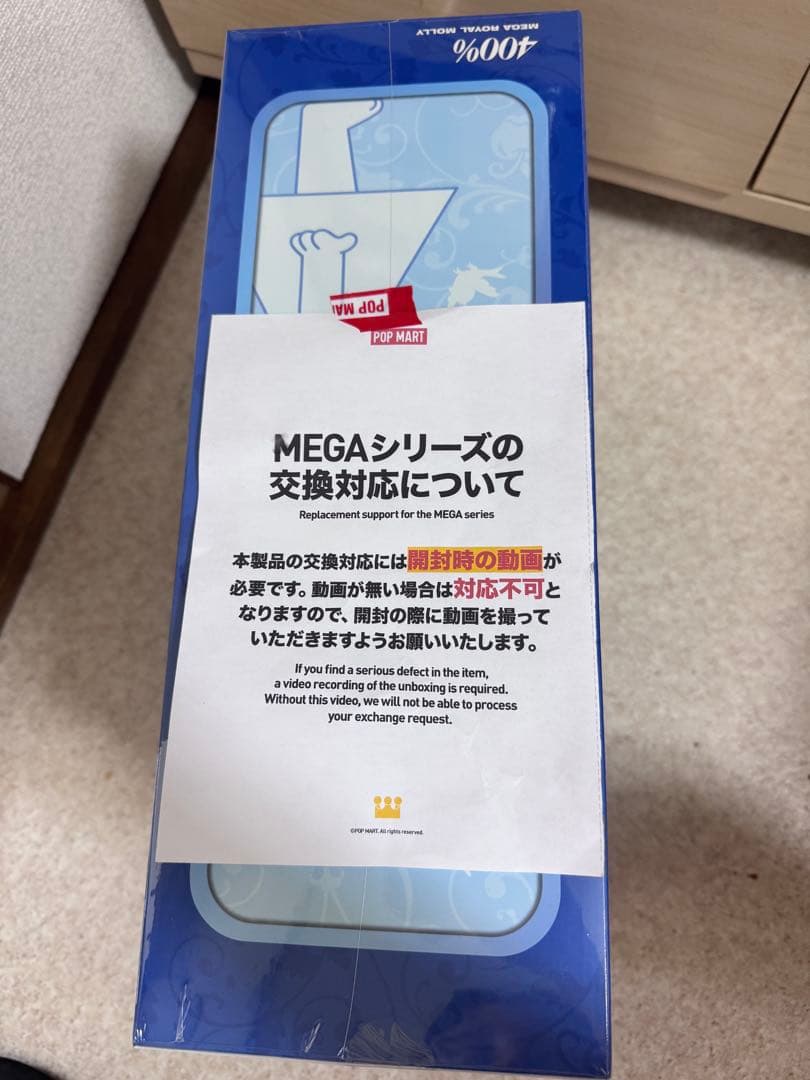 400%
MEGA ROYAL MOLLY
POP MA
POP MART
MEGAシリーズの
交換対応について
Replacement support for the MEGA series
本製品の交換対応には開封時の動画が
必要です。動画が無い場合は対応不可と
なりますので、開封の際に動画を撮って
いただきますようお願いいたします。
If you find a serious defect in the item,
a video recording of the unboxing is required.
Without this video, we will not be able to process
your exchange request.
©POP MART. All rights reserved.